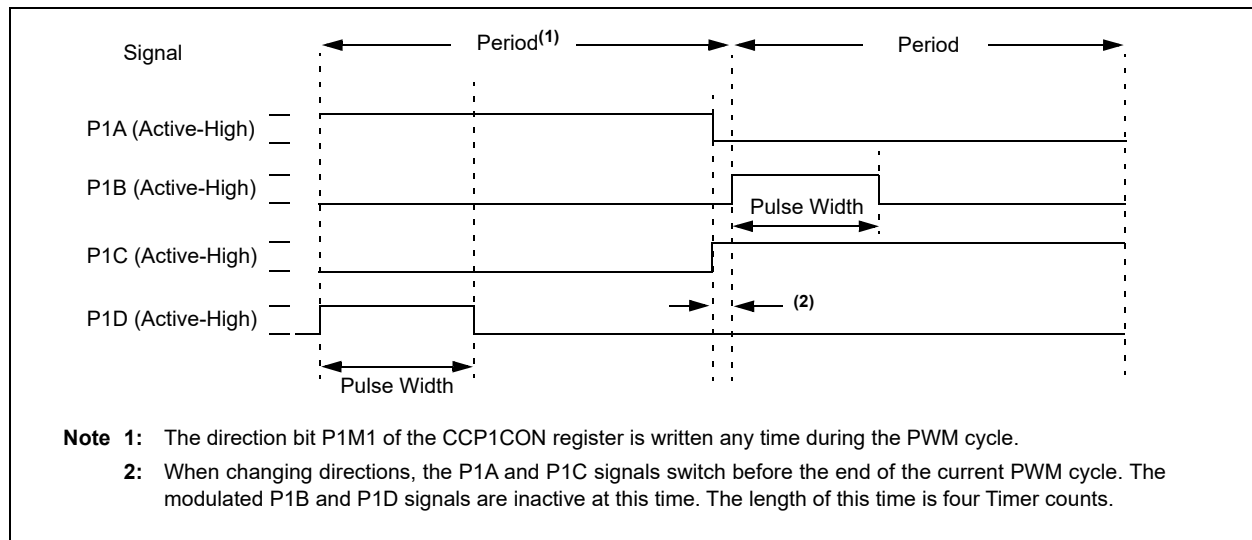 Signal
Period(1)
Period
P1A (Active-High)
P1B (Active-High)
Pulse Width
P1C (Active-High)
(2)
P1D (Active-High)
Pulse Width
Note 1: The direction bit P1M1 of the CCP1CON register is written any time during the PWM cycle.
2: When changing directions, the P1A and P1C signals switch before the end of the current PWM cycle. The
modulated P1B and P1D signals are inactive at this time. The length of this time is four Timer counts.